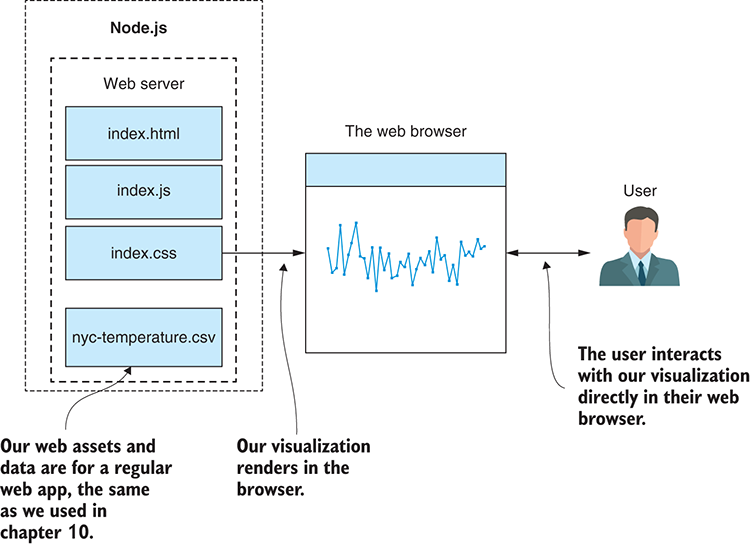 Node.js
Web server
index.html
index.js
index.css
nyc-temperature.csv
The web browser
User
Our web assets and
data are for a regular
web app, the same
as we used in
chapter 10.
Our visualization
renders in the
browser.
The user interacts
with our visualization
directly in their web
browser.